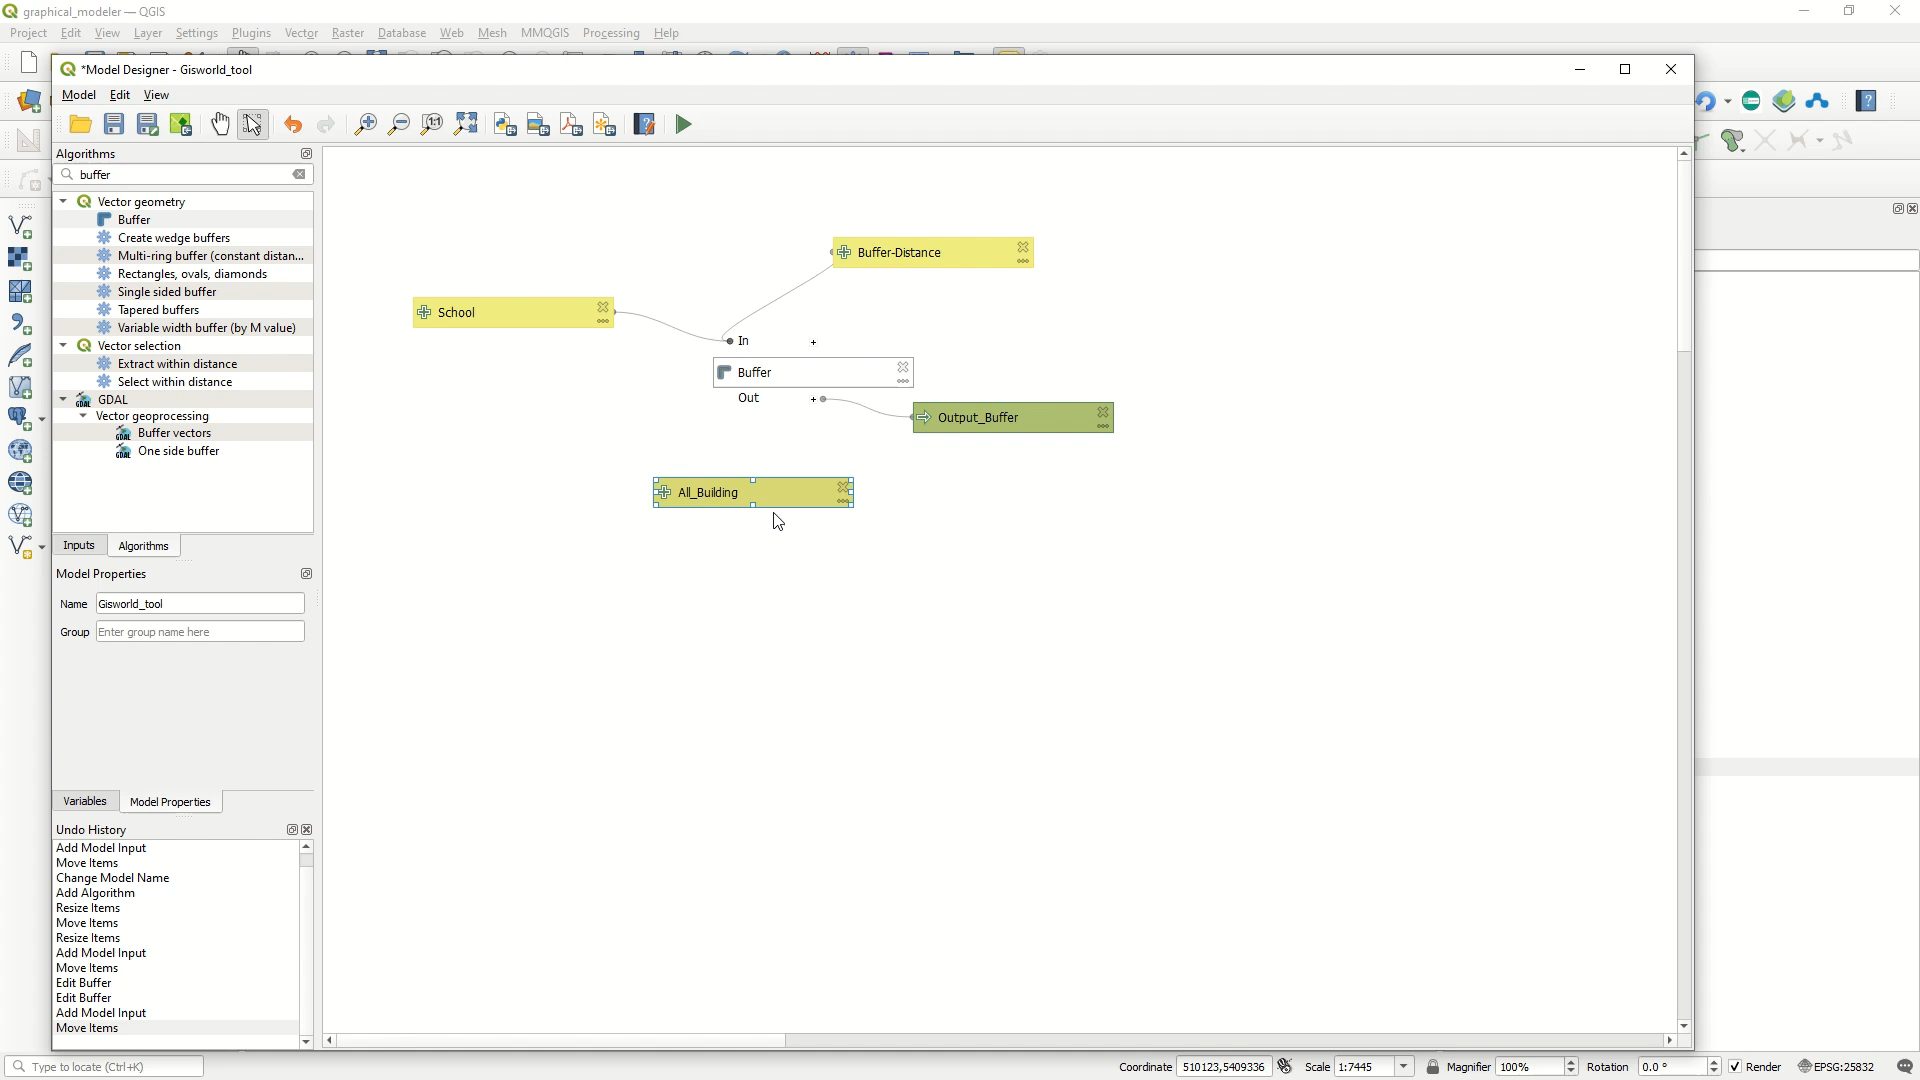 graphical_modeler — QGIS
Project Edit View Layer Settings Plugins Vector Raster Database Web Mesh MMQGIS Processing Help
*Model Designer - Gisworld_tool
Model Edit View
Algorithms
buffer
Vector geometry
Buffer
Create wedge buffers
Multi-ring buffer (constant distan...
Rectangles, ovals, diamonds
Single sided buffer
Tapered buffers
Variable width buffer (by M value)
Vector selection
Extract within distance
Select within distance
GDAL
Vector geoprocessing
Buffer vectors
One side buffer
Inputs Algorithms
Model Properties
Name Gisworld_tool
Group Enter group name here
Variables Model Properties
Undo History
Add Model Input
Move Items
Change Model Name
Add Algorithm
Resize Items
Move Items
Resize Items
Add Model Input
Move Items
Edit Buffer
Edit Buffer
Add Model Input
Move Items
Buffer-Distance
School
In +
Buffer
Out +
Output_Buffer
All_Building
Type to locate (Ctrl+K) Coordinate 510123,5409336 Scale 1:7445 Magnifier 100% Rotation 0.0 ° Render EPSG:25832